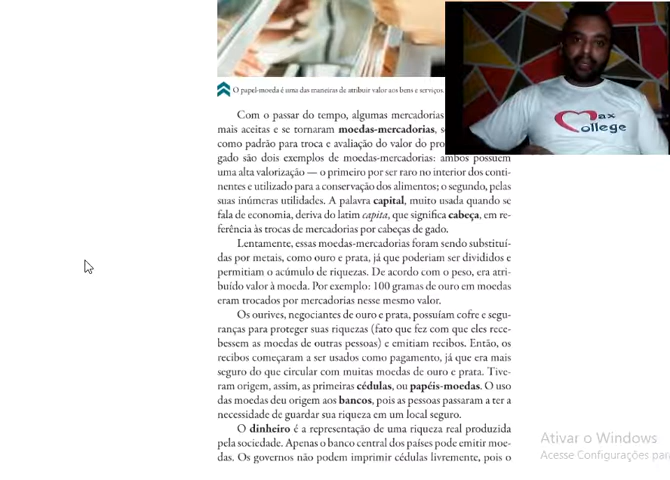 O papel-moeda é uma das maneiras de atribuir valor aos bens e serviços.
Com o passar do tempo, algumas mercadorias
mais aceitas e se tornaram moedas-mercadorias,
como padrão para troca e avaliação do valor do
gado são dois exemplos de moedas-mercadorias: ambos possuem
uma alta valorização — o primeiro por ser raro no interior dos conti-
nentes e utilizado para a conservação dos alimentos; o segundo, pelas
suas inúmeras utilidades. A palavra capital, muito usada quando se
fala de economia, deriva do latim capita, que significa cabeça, em re-
ferência às trocas de mercadorias por cabeças de gado.
Lentamente, essas moedas-mercadorias foram sendo substituí-
das por metais, como ouro e prata, já que poderiam ser divididos e
permitiam o acúmulo de riquezas. De acordo com o peso, era atri-
buído valor à moeda. Por exemplo: 100 gramas de ouro em moedas
eram trocados por mercadorias nesse mesmo valor.
Os ourives, negociantes de ouro e prata, possuíam cofre e segu-
ranças para proteger suas riquezas (fato que fez com que eles rece-
bessem as moedas de outras pessoas) e emitiam recibos. Então, os
recibos começaram a ser usados como pagamento, já que era mais
seguro do que circular com muitas moedas de ouro e prata. Tive-
ram origem, assim, as primeiras cédulas, ou papéis-moedas. O uso
das moedas deu origem aos bancos, pois as pessoas passaram a ter a
necessidade de guardar sua riqueza em um local seguro.
O dinheiro é a representação de uma riqueza real produzida
pela sociedade. Apenas o banco central dos países pode emitir moe-
das. Os governos não podem imprimir cédulas livremente, pois o
Max
College
Ativar o Windows
Acesse Configurações para